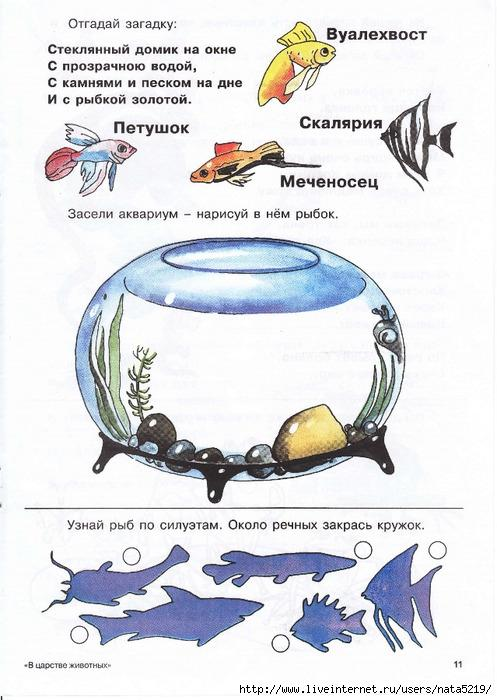 Отгадай загадку:
Стеклянный домик на окне
С прозрачною водой,
С камнями и песком на дне
И с рыбкой золотой.
Вуалехвост
Петушок
Скалярия
Меченосец
Засели аквариум – нарисуй в нём рыбок.
Узнай рыб по силуэтам. Около речных закрась кружок.
«В царстве животных»
11
http://www.liveinternet.ru/users/nata5219/